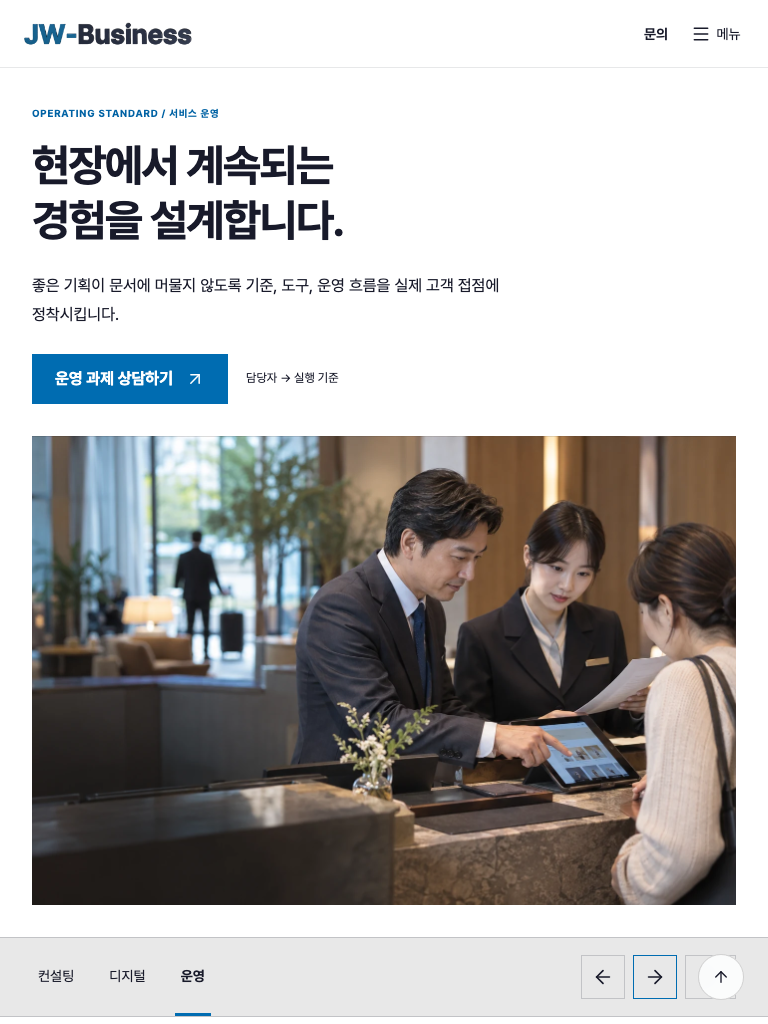 JW-Business
문의
메뉴
OPERATING STANDARD / 서비스 운영
현장에서 계속되는
경험을 설계합니다.
좋은 기획이 문서에 머물지 않도록 기준, 도구, 운영 흐름을 실제 고객 접점에
정착시킵니다.
운영 과제 상담하기
담당자 → 실행 기준
컨설팅
디지털
운영